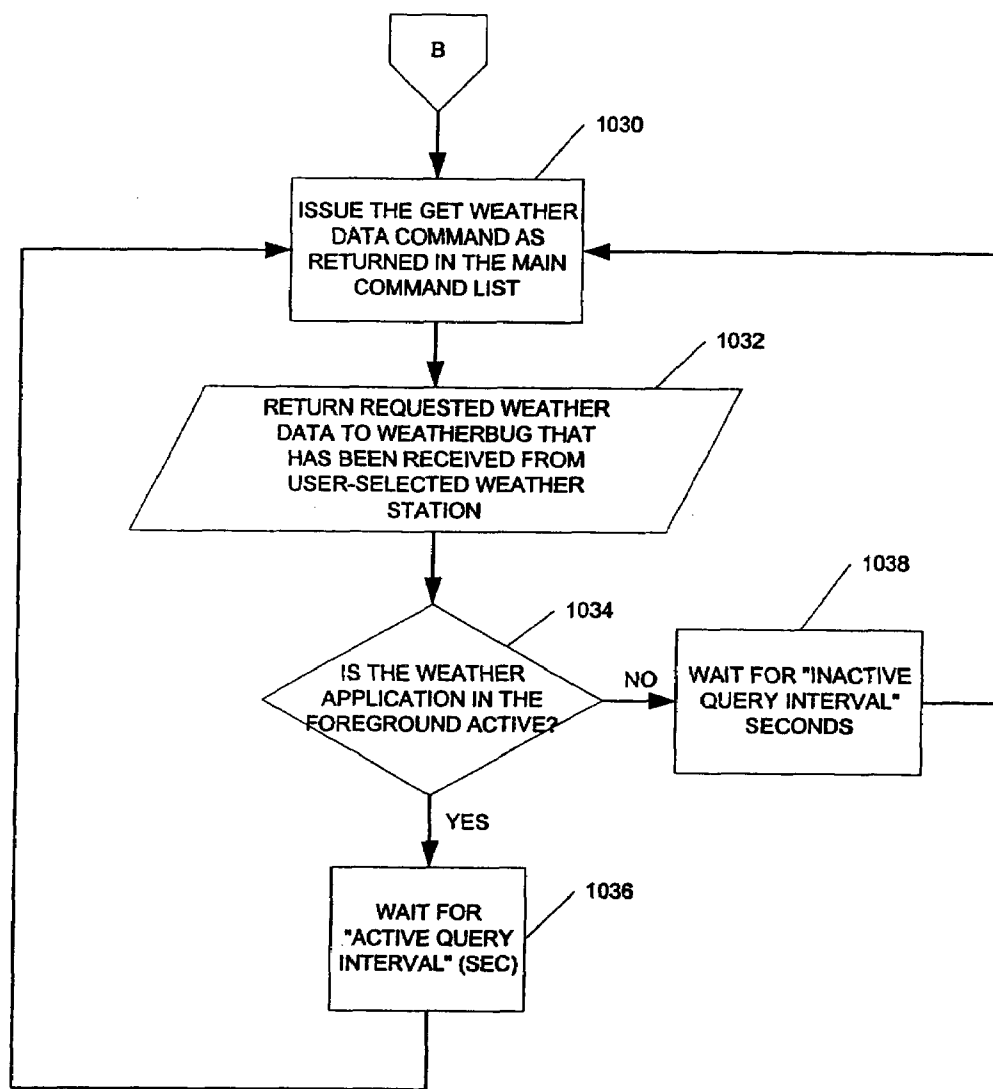 B
1030
ISSUE THE GET WEATHER
DATA COMMAND AS
RETURNED IN THE MAIN
COMMAND LIST
1032
RETURN REQUESTED WEATHER
DATA TO WEATHERBUG THAT
HAS BEEN RECEIVED FROM
USER-SELECTED WEATHER
STATION
1034
IS THE WEATHER
APPLICATION IN THE
FOREGROUND ACTIVE?
NO
1038
WAIT FOR "INACTIVE
QUERY INTERVAL"
SECONDS
YES
1036
WAIT FOR
"ACTIVE QUERY
INTERVAL" (SEC)